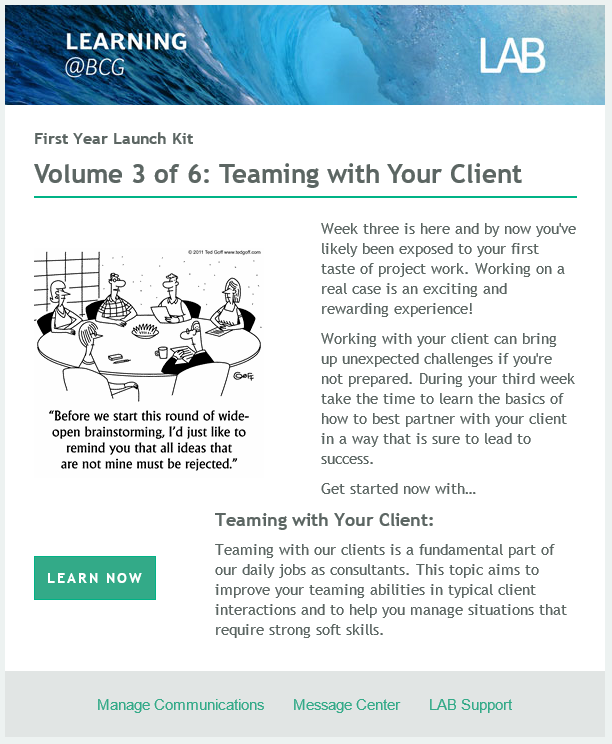 LEARNING
@BCG
LAB
First Year Launch Kit
Volume 3 of 6: Teaming with Your Client
© 2011 Ted Goff www.tedgoff.com
©GOFF
“Before we start this round of wide-
open brainstorming, I’d just like to
remind you that all ideas that
are not mine must be rejected.”
Week three is here and by now you've
likely been exposed to your first
taste of project work. Working on a
real case is an exciting and
rewarding experience!
Working with your client can bring
up unexpected challenges if you're
not prepared. During your third week
take the time to learn the basics of
how to best partner with your client
in a way that is sure to lead to
success.
Get started now with…
Teaming with Your Client:
LEARN NOW
Teaming with our clients is a fundamental part of
our daily jobs as consultants. This topic aims to
improve your teaming abilities in typical client
interactions and to help you manage situations that
require strong soft skills.
Manage Communications Message Center LAB Support